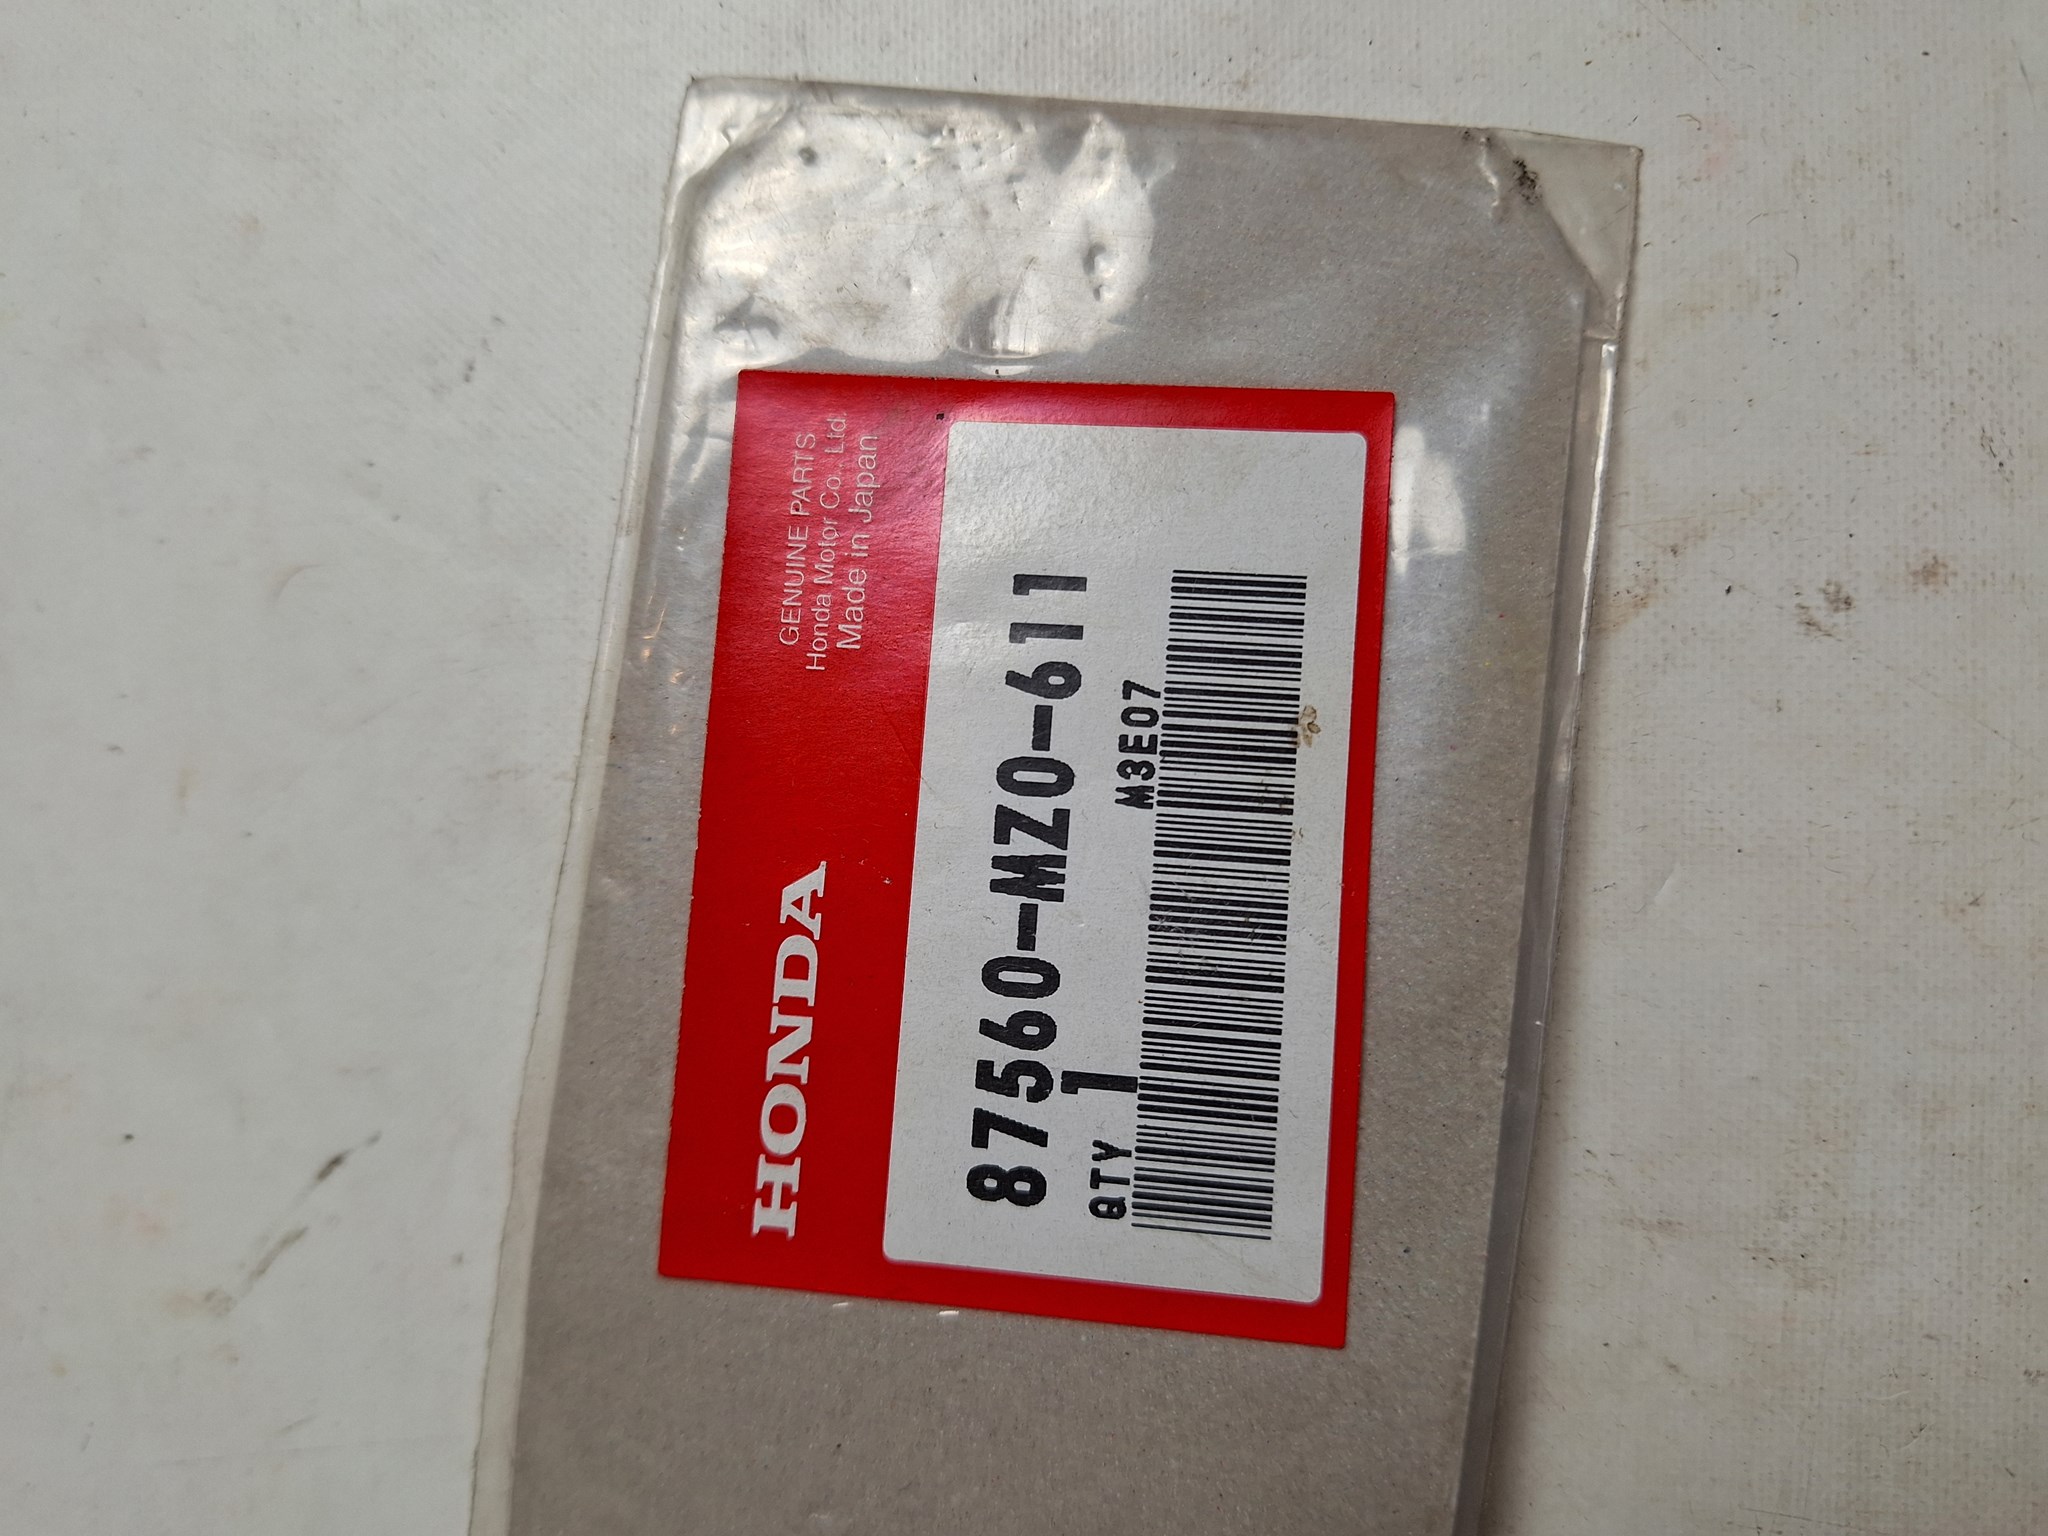 HONDA
GENUINE PARTS
Honda Motor Co., Ltd.
Made in Japan
87560-MZ0-611
QTY 1 M3E07